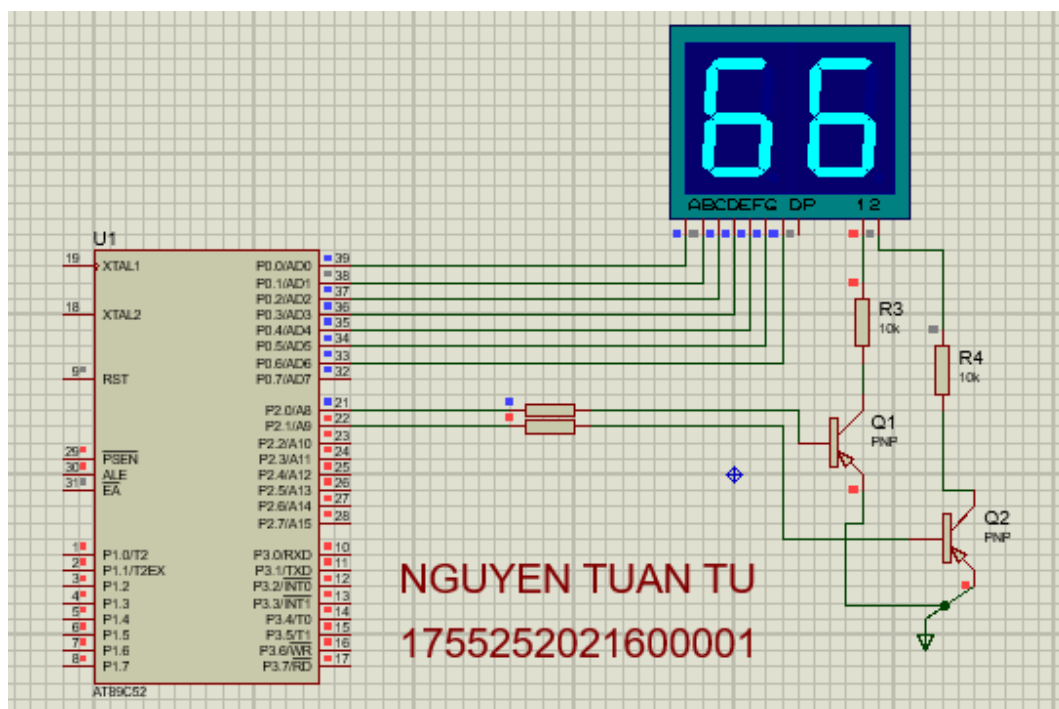 66
ABCDEFG DP 12
U1
19 XTAL1
18 XTAL2
9 RST
29 PSEN
30 ALE
31 EA
1 P1.0/T2
2 P1.1/T2EX
3 P1.2
4 P1.3
5 P1.4
6 P1.5
7 P1.6
8 P1.7
P0.0/AD0 39
P0.1/AD1 38
P0.2/AD2 37
P0.3/AD3 36
P0.4/AD4 35
P0.5/AD5 34
P0.6/AD6 33
P0.7/AD7 32
P2.0/A8 21
P2.1/A9 22
P2.2/A10 23
P2.3/A11 24
P2.4/A12 25
P2.5/A13 26
P2.6/A14 27
P2.7/A15 28
P3.0/RXD 10
P3.1/TXD 11
P3.2/INT0 12
P3.3/INT1 13
P3.4/T0 14
P3.5/T1 15
P3.6/WR 16
P3.7/RD 17
AT89C52
R3
10k
R4
10k
Q1
PNP
Q2
PNP
NGUYEN TUAN TU
1755252021600001